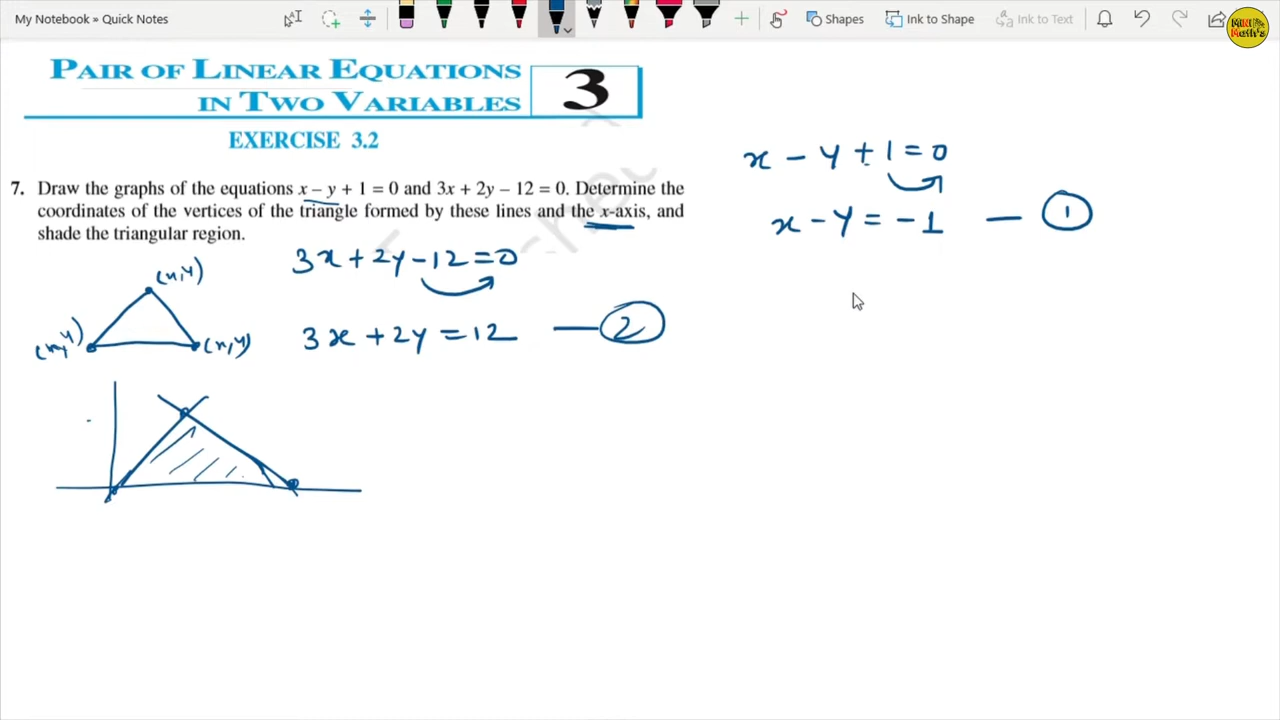 My Notebook » Quick Notes
Shapes
Ink to Shape
Ink to Text
MINI Math's
PAIR OF LINEAR EQUATIONS
IN TWO VARIABLES
3
EXERCISE 3.2
7. Draw the graphs of the equations x – y + 1 = 0 and 3x + 2y – 12 = 0. Determine the
coordinates of the vertices of the triangle formed by these lines and the x-axis, and
shade the triangular region.
x - y + 1 = 0
x - y = -1 — ①
3x + 2y - 12 = 0
3x + 2y = 12 — ②
(x,y)
(x,y)
(x,y)